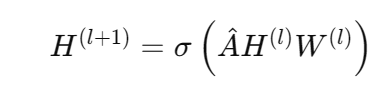 H^{(l+1)} = σ(ÂH^{(l)}W^{(l)})